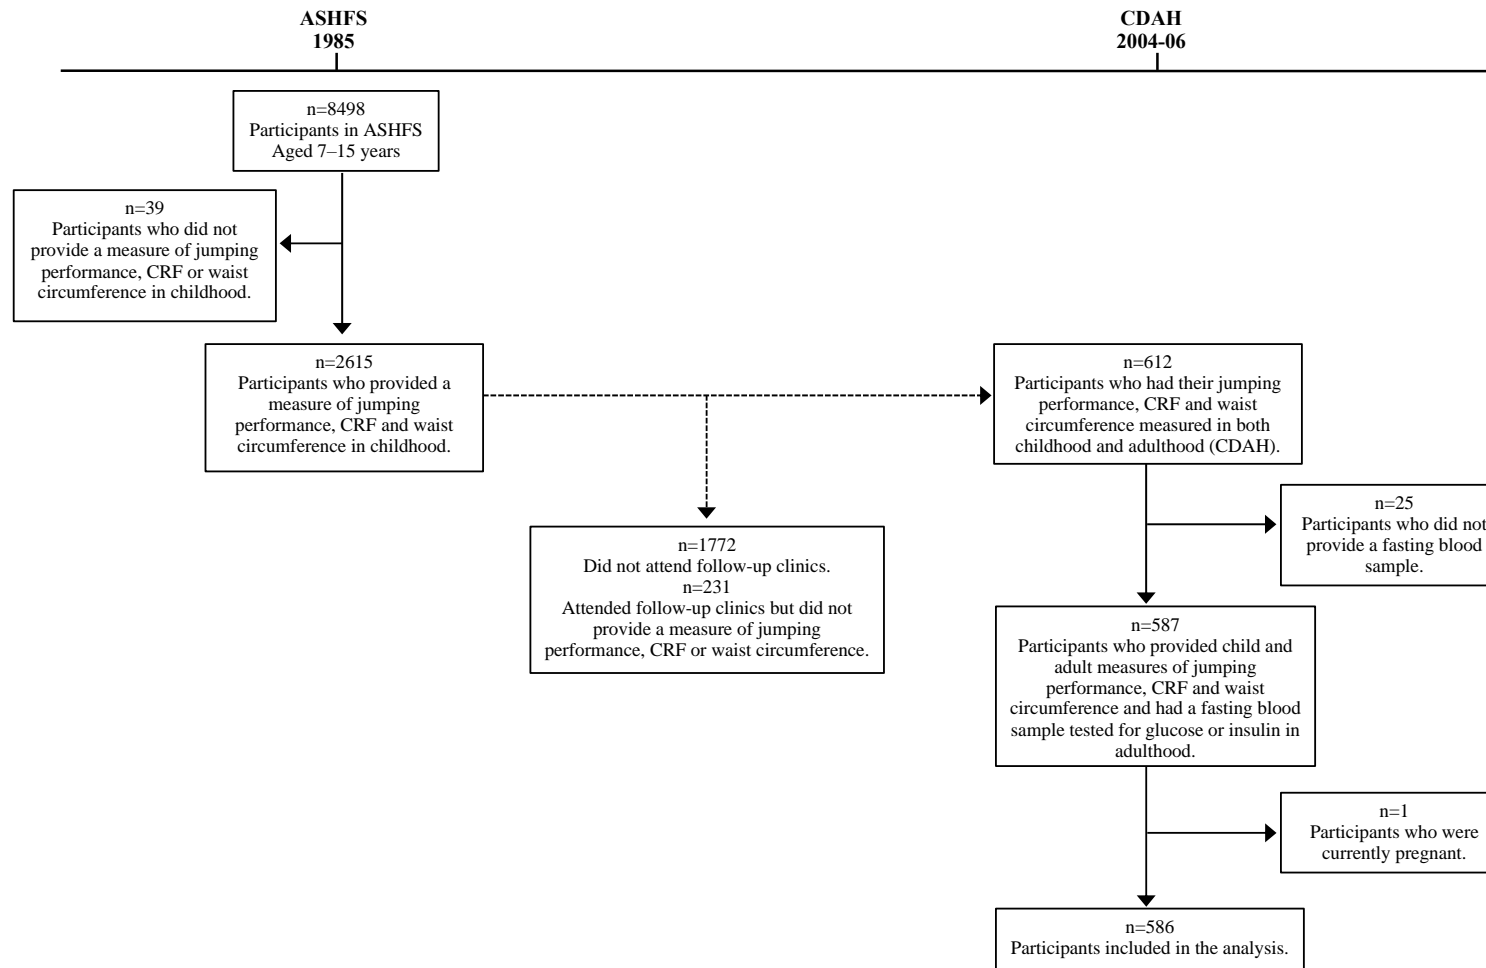 ASHFS
1985
CDAH
2004-06
n=8498
Participants in ASHFS
Aged 7–15 years
n=39
Participants who did not
provide a measure of jumping
performance, CRF or waist
circumference in childhood.
n=2615
Participants who provided a
measure of jumping
performance, CRF and waist
circumference in childhood.
n=612
Participants who had their jumping
performance, CRF and waist
circumference measured in both
childhood and adulthood (CDAH).
n=25
Participants who did not
provide a fasting blood
sample.
n=1772
Did not attend follow-up clinics.
n=231
Attended follow-up clinics but did not
provide a measure of jumping
performance, CRF or waist circumference.
n=587
Participants who provided child and
adult measures of jumping
performance, CRF and waist
circumference and had a fasting blood
sample tested for glucose or insulin in
adulthood.
n=1
Participants who were
currently pregnant.
n=586
Participants included in the analysis.